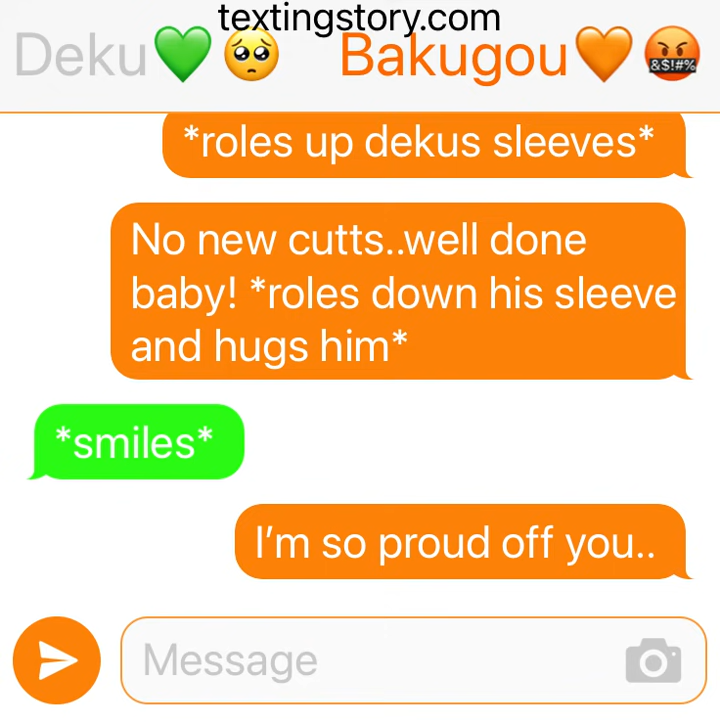 textingstory.com
Deku💚🥺 Bakugou🧡🤬
*roles up dekus sleeves*
No new cutts..well done
baby! *roles down his sleeve
and hugs him*
*smiles*
I'm so proud off you..
Message